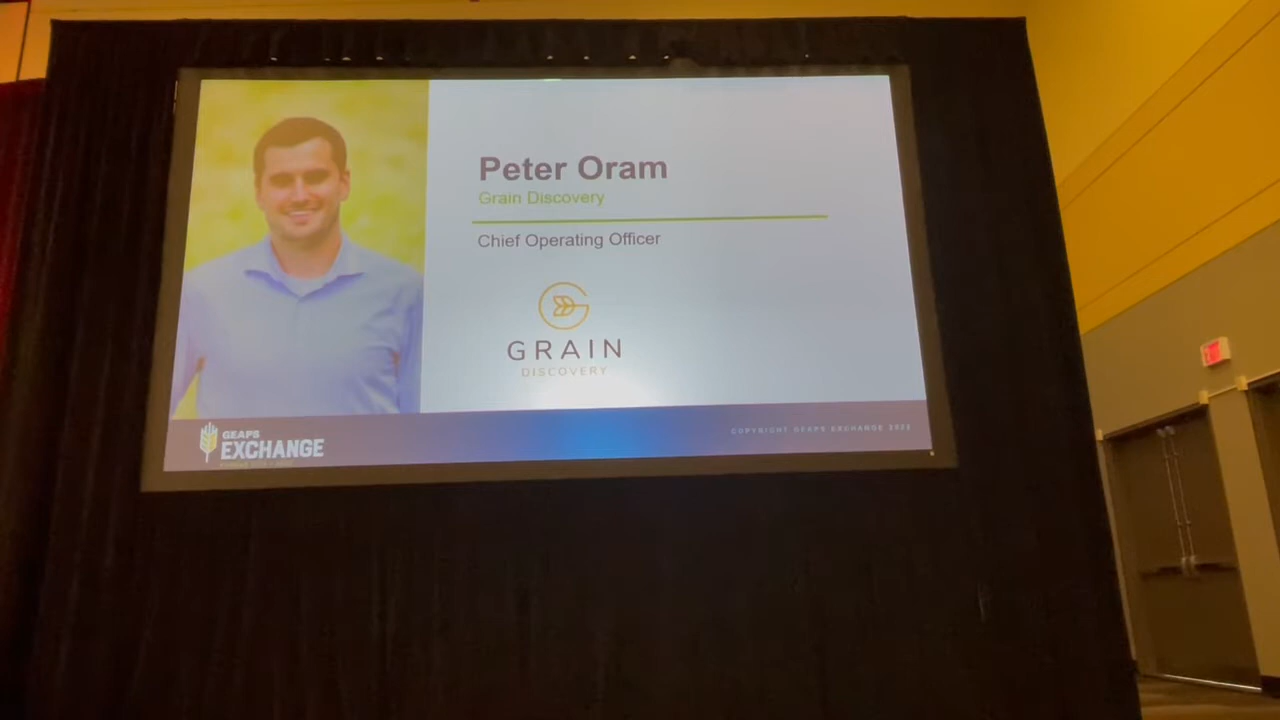 Peter Oram
Grain Discovery
Chief Operating Officer
GRAIN
DISCOVERY
GEAPS
EXCHANGE